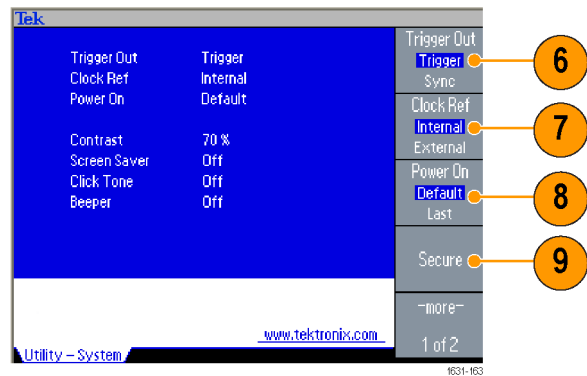 Tek
Trigger Out Trigger
Clock Ref Internal
Power On Default
Contrast 70 %
Screen Saver Off
Click Tone Off
Beeper Off
www.tektronix.com
Utility – System
Trigger Out
Trigger
Sync
Clock Ref
Internal
External
Power On
Default
Last
Secure
-more-
1 of 2
6
7
8
9
1631-163